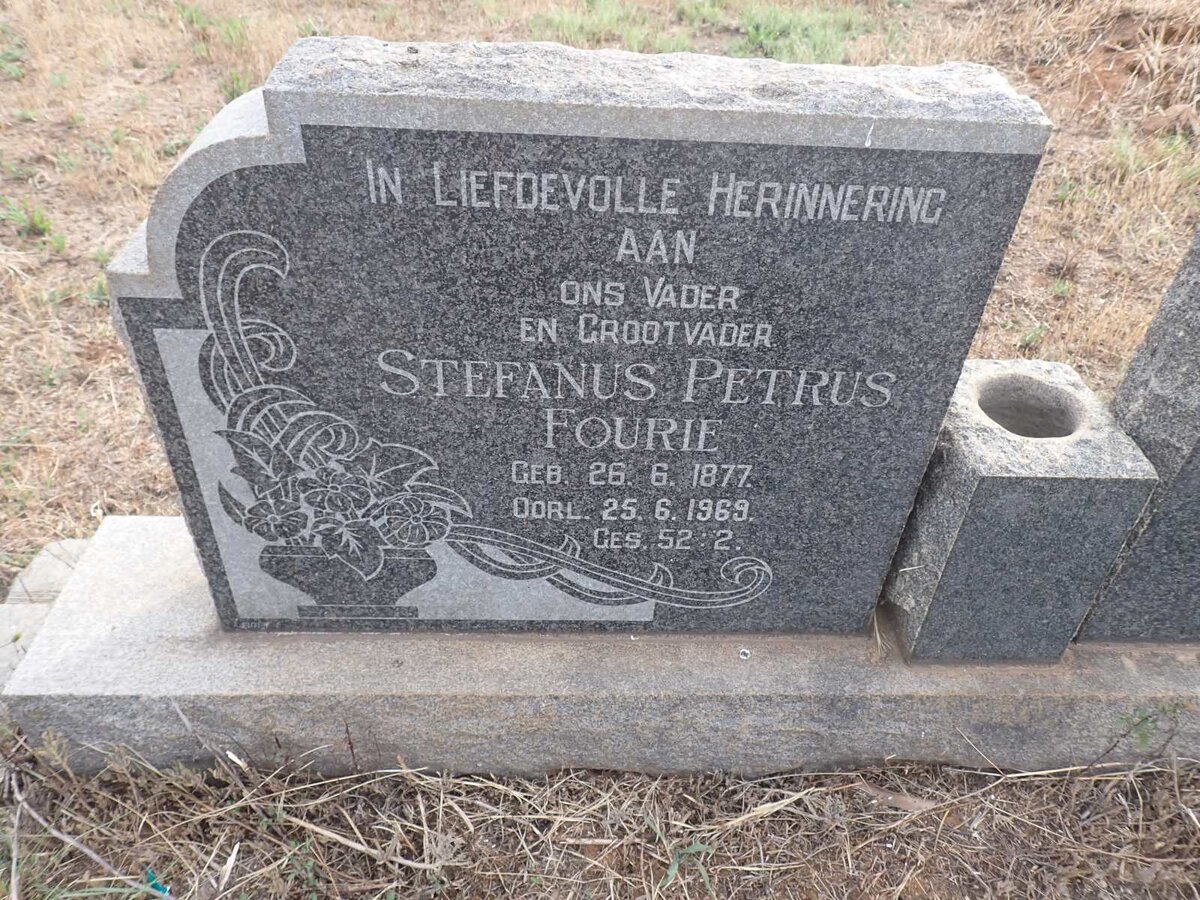 In Liefdevolle Herinnering
aan
ons Vader
en Grootvader
Stefanus Petrus
Fourie
Geb. 26. 6. 1877.
Oorl. 25. 6. 1969.
Ges. 52:2.